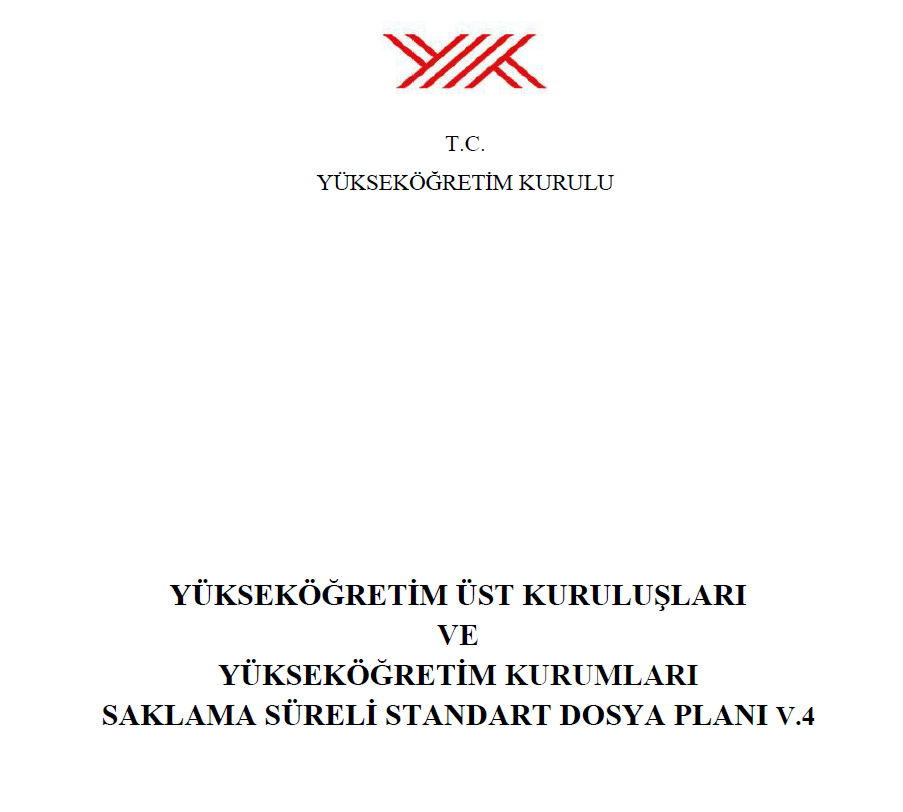 T.C.
YÜKSEKÖĞRETİM KURULU
YÜKSEKÖĞRETİM ÜST KURULUŞLARI
VE
YÜKSEKÖĞRETİM KURUMLARI
SAKLAMA SÜRELİ STANDART DOSYA PLANI V.4